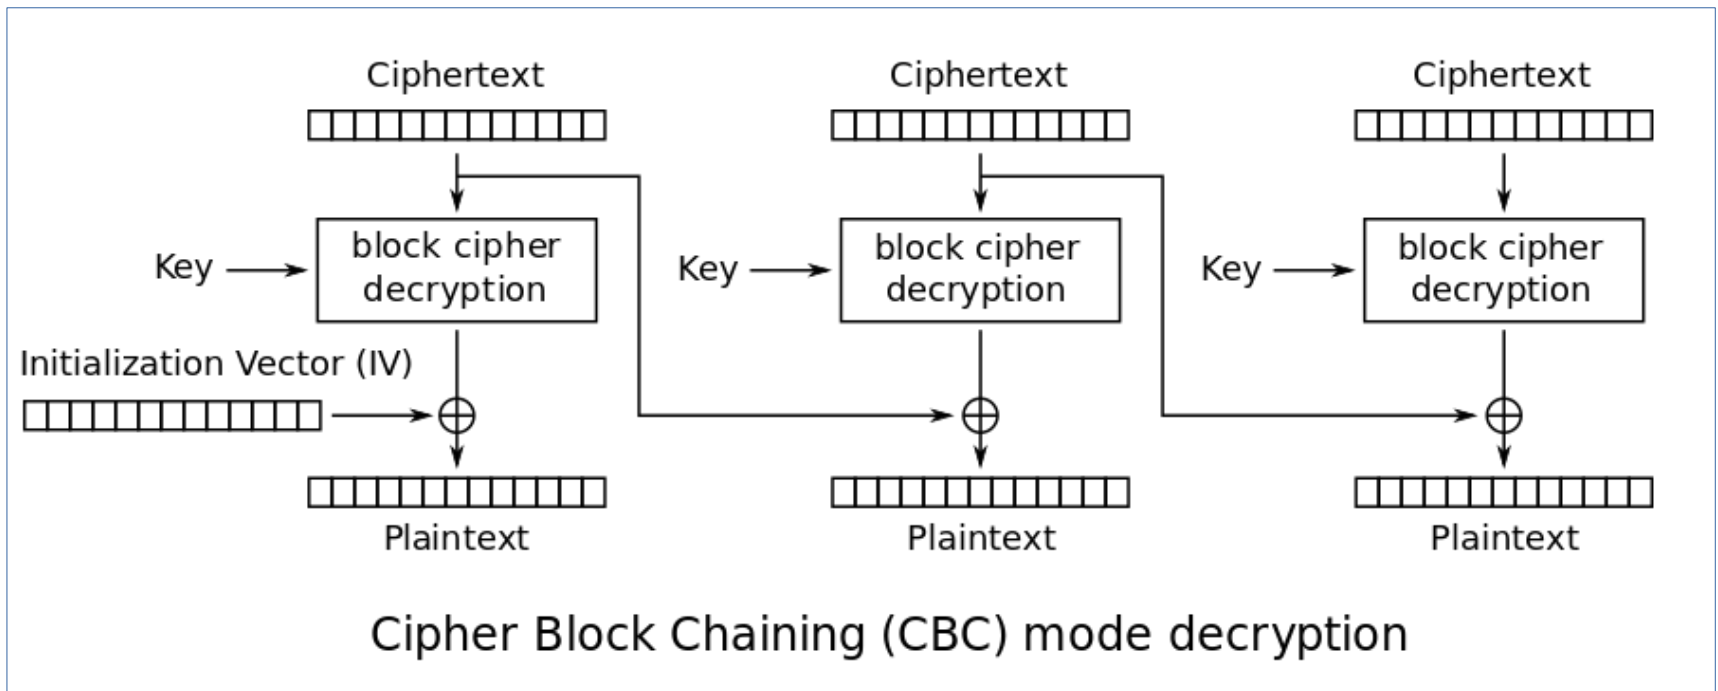 Ciphertext
Ciphertext
Ciphertext
Key
block cipher
decryption
Key
block cipher
decryption
Key
block cipher
decryption
Initialization Vector (IV)
Plaintext
Plaintext
Plaintext
Cipher Block Chaining (CBC) mode decryption